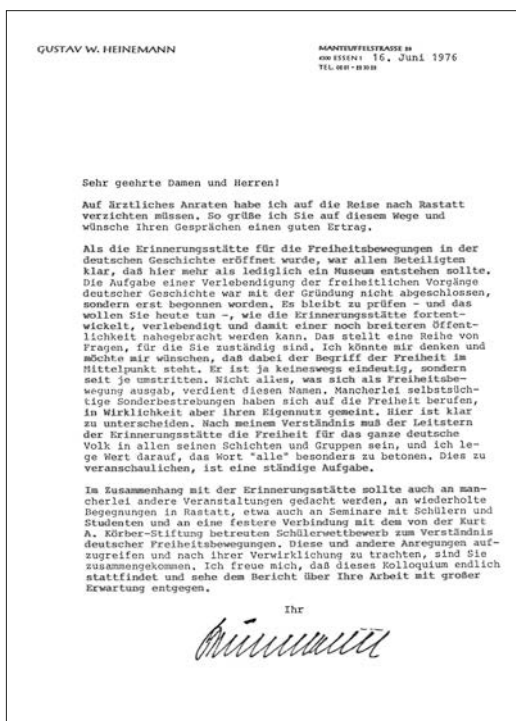 GUSTAV W. HEINEMANN
MANTEUFFELSTRASSE
ESSEN 1 16. Juni 1976
TEL.
Sehr geehrte Damen und Herren!
Auf ärztliches Anraten habe ich auf die Reise nach Rastatt
verzichten müssen. So grüße ich Sie auf diesem Wege und
wünsche Ihren Gesprächen einen guten Ertrag.
Als die Erinnerungsstätte für die Freiheitsbewegungen in der
deutschen Geschichte eröffnet wurde, war allen Beteiligten
klar, daß hier mehr als lediglich ein Museum entstehen sollte.
Die Aufgabe einer Verlebendigung der freiheitlichen Vorgänge
deutscher Geschichte war mit der Gründung nicht abgeschlossen,
sondern erst begonnen worden. Es bleibt zu prüfen - und das
wollen Sie heute tun -, wie die Erinnerungsstätte fortent-
wickelt, verlebendigt und damit einer noch breiteren Öffent-
lichkeit nahegebracht werden kann. Das stellt eine Reihe von
Fragen, für die Sie zuständig sind. Ich könnte mir denken und
möchte mir wünschen, daß dabei der Begriff der Freiheit im
Mittelpunkt steht. Er ist ja keineswegs eindeutig, sondern
seit je umstritten. Nicht alles, was sich als Freiheitsbe-
wegung ausgab, verdient diesen Namen. Mancherlei selbstsüch-
tige Sonderbestrebungen haben sich auf die Freiheit berufen,
in Wirklichkeit aber ihren Eigennutz gemeint. Hier ist klar
zu unterscheiden. Nach meinem Verständnis muß der Leitstern
der Erinnerungsstätte die Freiheit für das ganze deutsche
Volk in allen seinen Schichten und Gruppen sein, und ich le-
ge Wert darauf, das Wort "alle" besonders zu betonen. Dies zu
veranschaulichen, ist eine ständige Aufgabe.
Im Zusammenhang mit der Erinnerungsstätte sollte auch an man-
cherlei andere Veranstaltungen gedacht werden, an wiederholte
Begegnungen in Rastatt, etwa auch an Seminare mit Schülern und
Studenten und an eine festere Verbindung mit dem von der Kurt
A. Körber-Stiftung betreuten Schülerwettbewerb zum Verständnis
deutscher Freiheitsbewegungen. Diese und andere Anregungen auf-
zugreifen und nach ihrer Verwirklichung zu trachten, sind Sie
zusammengekommen. Ich freue mich, daß dieses Kolloquium endlich
stattfindet und sehe dem Bericht über Ihre Arbeit mit großer
Erwartung entgegen.
Ihr